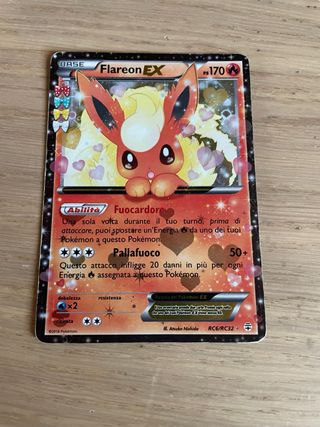 BASE
Flareon EX
PS170
Abilità
Fuocardore
Una sola volta durante il tuo turno, prima di
attaccare, puoi spostare un'Energia da uno dei tuoi
Pokémon a questo Pokémon.
Pallafuoco 50+
Questo attacco infligge 20 danni in più per ogni
Energia assegnata a questo Pokémon.
debolezza resistenza
×2
©2016 Pokémon
Ill. Atsuko Nishida
RC6/RC32